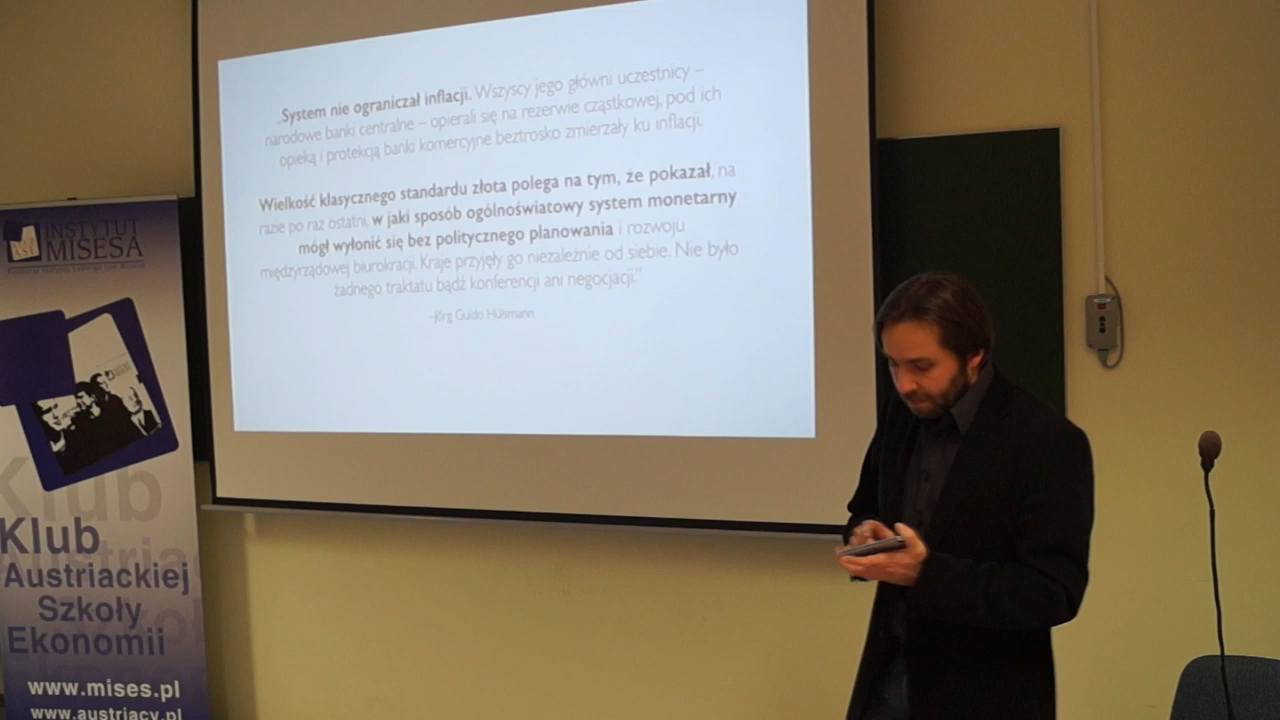 „System nie ograniczał inflacji. Wszyscy jego główni uczestnicy –
narodowe banki centralne – opierali się na rezerwie cząstkowej, pod ich
opieką i protekcją banki komercyjne beztrosko zmierzały ku inflacji.
Wielkość klasycznego standardu złota polega na tym, że pokazał, na
razie po raz ostatni, w jaki sposób ogólnoświatowy system monetarny
mógł wyłonić się bez politycznego planowania i rozwoju
międzyrządowej biurokracji. Kraje przyjęły go niezależnie od siebie. Nie było
żadnego traktatu bądź konferencji ani negocjacji.”
–Jörg Guido Hülsmann
INSTYTUT
MISESA
Klub
Klub
Austriackiej
Szkoły
Ekonomii
www.mises.pl
www.austriacy.pl